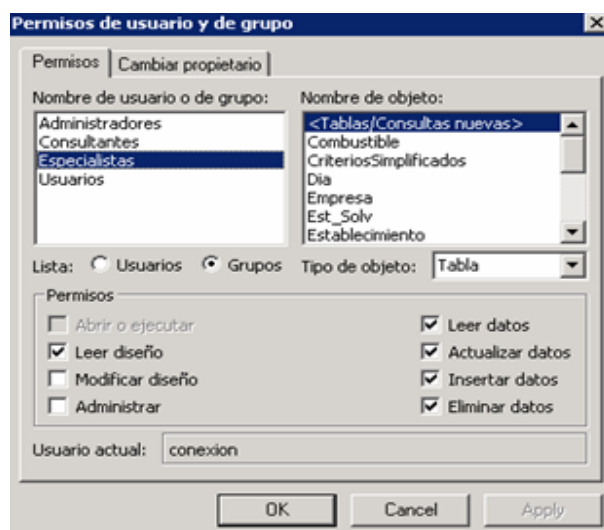 Permisos de usuario y de grupo
Permisos
Cambiar propietario
Nombre de usuario o de grupo:
Administradores
Consultantes
Especialistas
Usuarios
Nombre de objeto:
<Tablas/Consultas nuevas>
Combustible
CriteriosSimplificados
Dia
Empresa
Est_Solv
Establecimiento
Lista: Usuarios Grupos
Tipo de objeto: Tabla
Permisos
Abrir o ejecutar
Leer diseño
Modificar diseño
Administrar
Leer datos
Actualizar datos
Insertar datos
Eliminar datos
Usuario actual: conexion
OK
Cancel
Apply